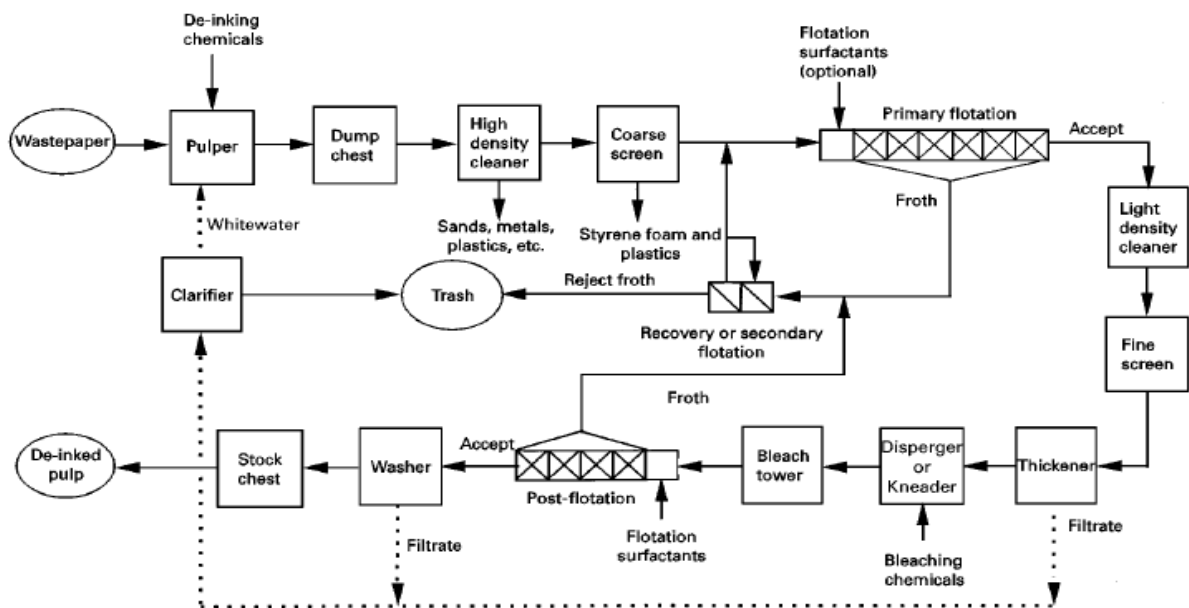 De-inking
chemicals
Flotation
surfactants
(optional)
Primary flotation
Accept
Wastepaper
Pulper
Dump
chest
High
density
cleaner
Coarse
screen
Froth
Light
density
cleaner
Whitewater
Sands, metals,
plastics, etc.
Styrene foam and
plastics
Clarifier
Trash
Reject froth
Recovery or secondary
flotation
Fine
screen
Froth
De-inked
pulp
Stock
chest
Washer
Accept
Post-flotation
Bleach
tower
Disperger
or
Kneader
Thickener
Filtrate
Flotation
surfactants
Bleaching
chemicals
Filtrate